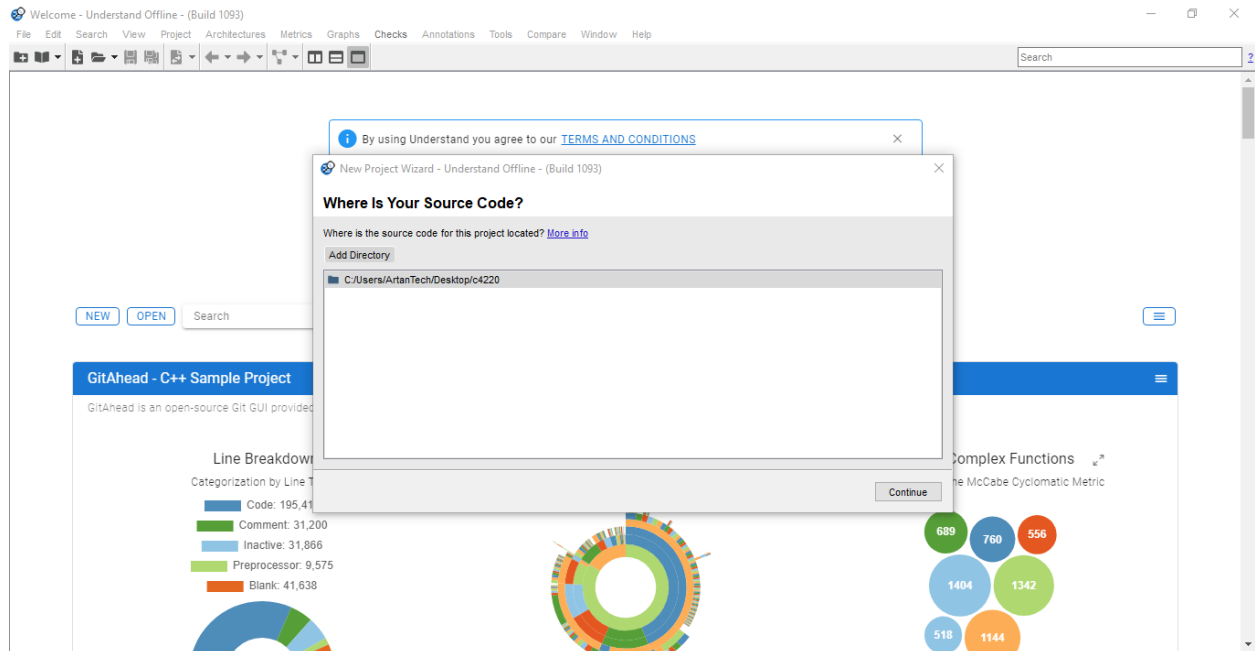 Welcome - Understand Offline - (Build 1093)
File Edit Search View Project Architectures Metrics Graphs Checks Annotations Tools Compare Window Help
Search
?
By using Understand you agree to our TERMS AND CONDITIONS
New Project Wizard - Understand Offline - (Build 1093)
Where Is Your Source Code?
Where is the source code for this project located? More info
Add Directory
C:/Users/ArtanTech/Desktop/c4220
Continue
NEW OPEN Search
GitAhead - C++ Sample Project
GitAhead is an open-source Git GUI provided
Line Breakdown
Categorization by Line T
Code: 195,41
Comment: 31,200
Inactive: 31,866
Preprocessor: 9,575
Blank: 41,638
Complex Functions
he McCabe Cyclomatic Metric
689
760
556
1404
1342
518
1144